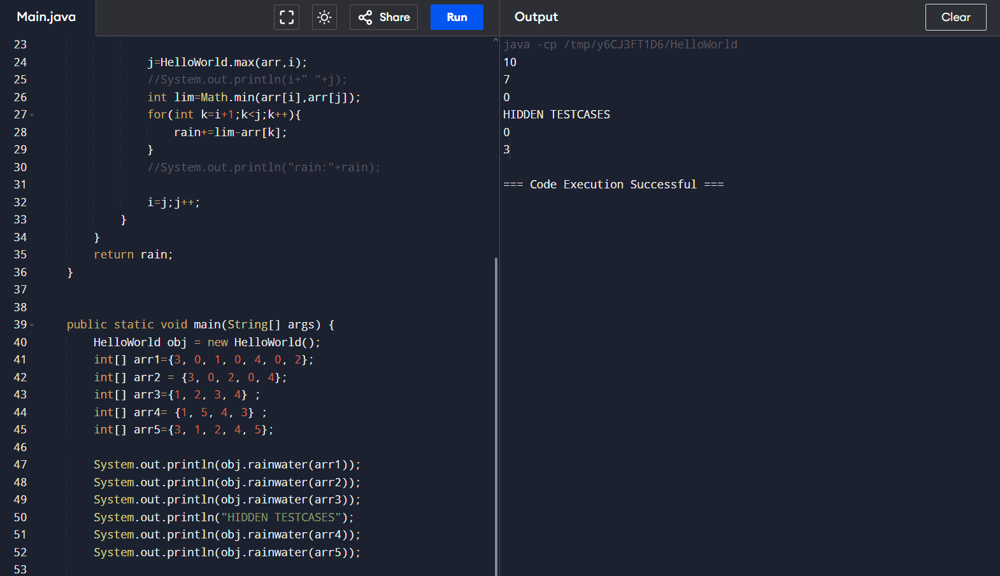 Main.java
Share
Run
Output
Clear
23
24 j=HelloWorld.max(arr,i);
25 //System.out.println(i+" "+j);
26 int lim=Math.min(arr[i],arr[j]);
27 for(int k=i+1;k<j;k++){
28 rain+=lim-arr[k];
29 }
30 //System.out.println("rain:"+rain);
31
32 i=j;j++;
33 }
34 }
35 return rain;
36 }
37
38
39 public static void main(String[] args) {
40 HelloWorld obj = new HelloWorld();
41 int[] arr1={3, 0, 1, 0, 4, 0, 2};
42 int[] arr2 = {3, 0, 2, 0, 4};
43 int[] arr3={1, 2, 3, 4} ;
44 int[] arr4= {1, 5, 4, 3} ;
45 int[] arr5={3, 1, 2, 4, 5};
46
47 System.out.println(obj.rainwater(arr1));
48 System.out.println(obj.rainwater(arr2));
49 System.out.println(obj.rainwater(arr3));
50 System.out.println("HIDDEN TESTCASES");
51 System.out.println(obj.rainwater(arr4));
52 System.out.println(obj.rainwater(arr5));
53
java -cp /tmp/y6CJ3FT1D6/HelloWorld
10
7
0
HIDDEN TESTCASES
0
3
=== Code Execution Successful ===